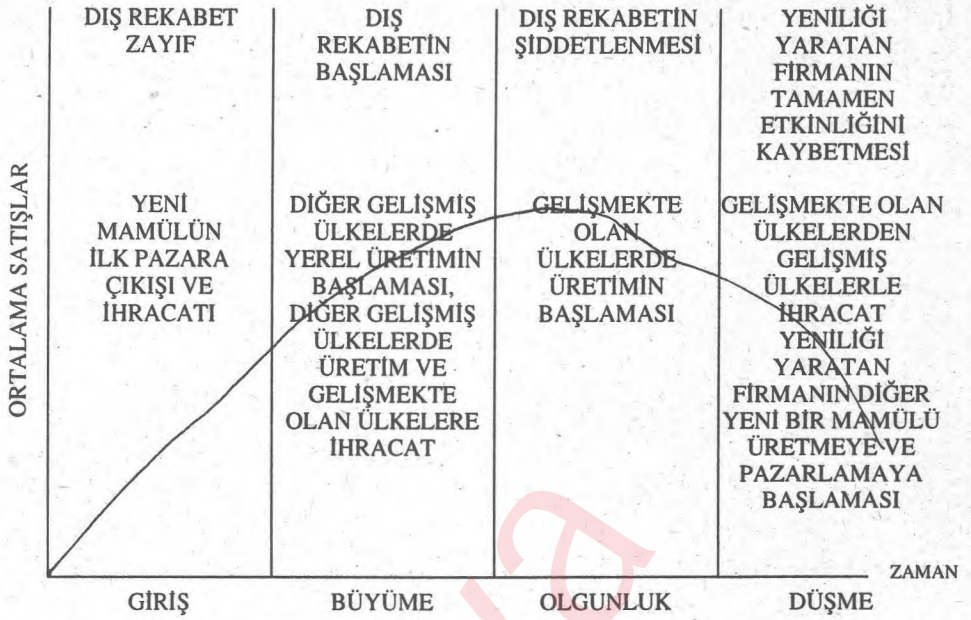 DIŞ REKABET
ZAYIF
DIŞ
REKABETİN
BAŞLAMASI
DIŞ REKABETİN
ŞİDDETLENMESİ
YENİLİĞİ
YARATAN
FİRMANIN
TAMAMEN
ETKİNLİĞİNİ
KAYBETMESİ
ORTALAMA SATIŞLAR
YENİ
MAMÜLÜN
İLK PAZARA
ÇIKIŞI VE
İHRACATI
DİĞER GELİŞMİŞ
ÜLKELERDE
YEREL ÜRETİMİN
BAŞLAMASI,
DİĞER GELİŞMİŞ
ÜLKELERDE
ÜRETİM VE
GELİŞMEKTE
OLAN ÜLKELERE
İHRACAT
GELİŞMEKTE
OLAN
ÜLKELERDE
ÜRETİMİN
BAŞLAMASI
GELİŞMEKTE OLAN
ÜLKELERDEN
GELİŞMİŞ
ÜLKELERLE
İHRACAT
YENİLİĞİ
YARATAN
FİRMANIN DİĞER
YENİ BİR MAMÜLÜ
ÜRETMEYE VE
PAZARLAMAYA
BAŞLAMASI
ZAMAN
GİRİŞ
BÜYÜME
OLGUNLUK
DÜŞME